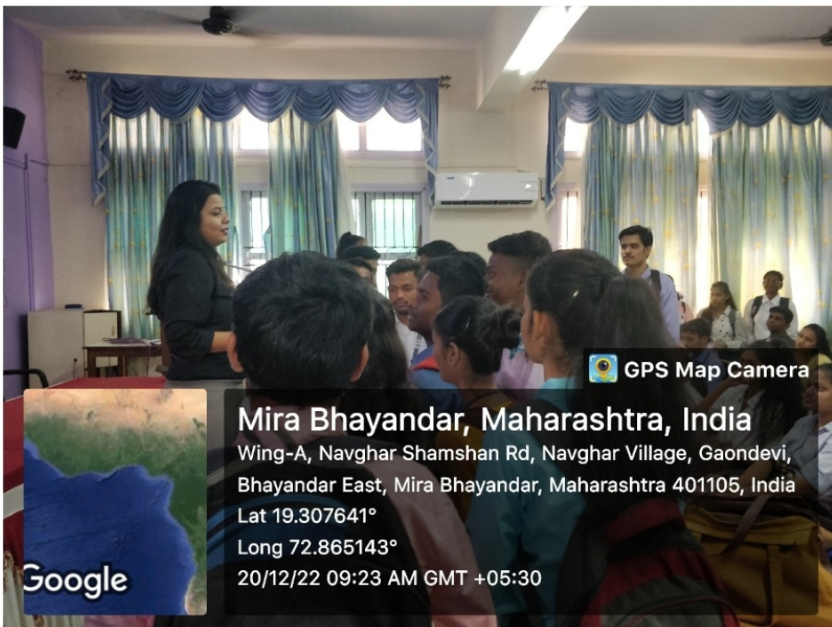 GPS Map Camera
Mira Bhayandar, Maharashtra, India
Wing-A, Navghar Shamshan Rd, Navghar Village, Gaondevi,
Bhayandar East, Mira Bhayandar, Maharashtra 401105, India
Lat 19.307641°
Long 72.865143°
20/12/22 09:23 AM GMT +05:30
Google